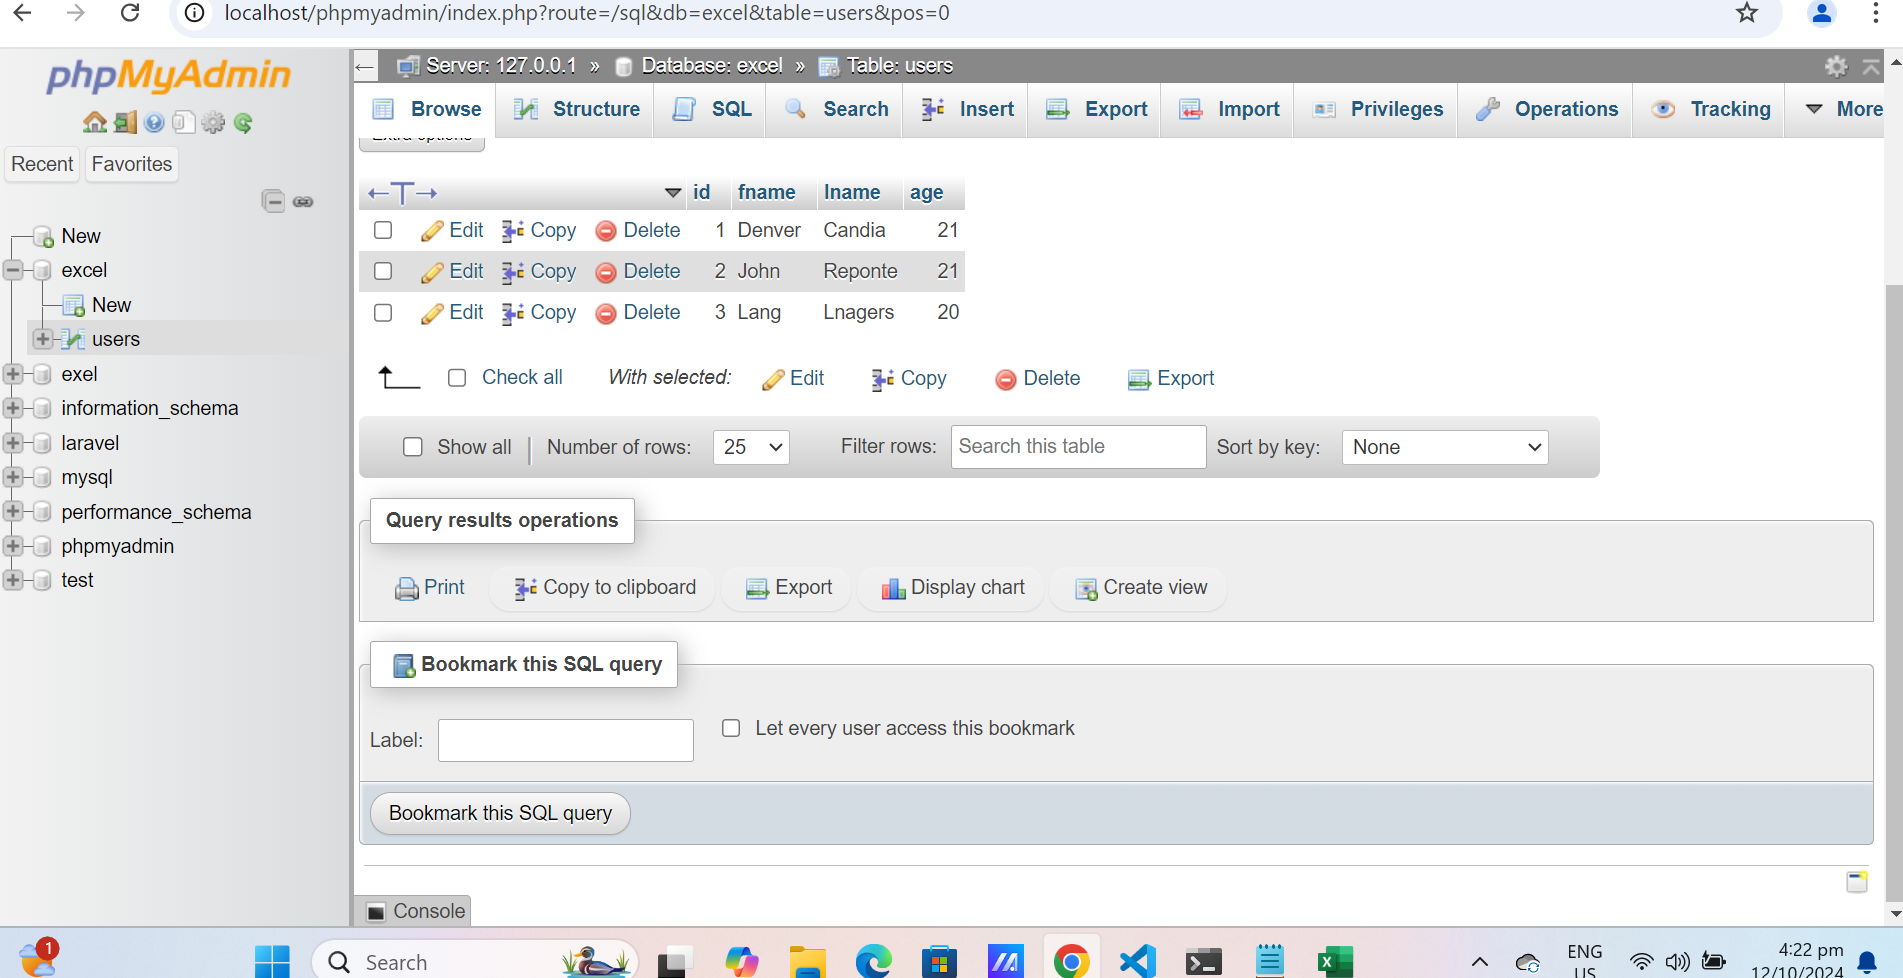 localhost/phpmyadmin/index.php?route=/sql&db=excel&table=users&pos=0
phpMyAdmin
Recent Favorites
New
excel
New
users
exel
information_schema
laravel
mysql
performance_schema
phpmyadmin
test
Server: 127.0.0.1 » Database: excel » Table: users
Browse Structure SQL Search Insert Export Import Privileges Operations Tracking More
Extra options
id fname lname age
Edit Copy Delete 1 Denver Candia 21
Edit Copy Delete 2 John Reponte 21
Edit Copy Delete 3 Lang Lnagers 20
Check all With selected: Edit Copy Delete Export
Show all Number of rows: 25 Filter rows: Search this table Sort by key: None
Query results operations
Print Copy to clipboard Export Display chart Create view
Bookmark this SQL query
Label: Let every user access this bookmark
Bookmark this SQL query
Console
1 Search ENG 4:22 pm
US 12/10/2024